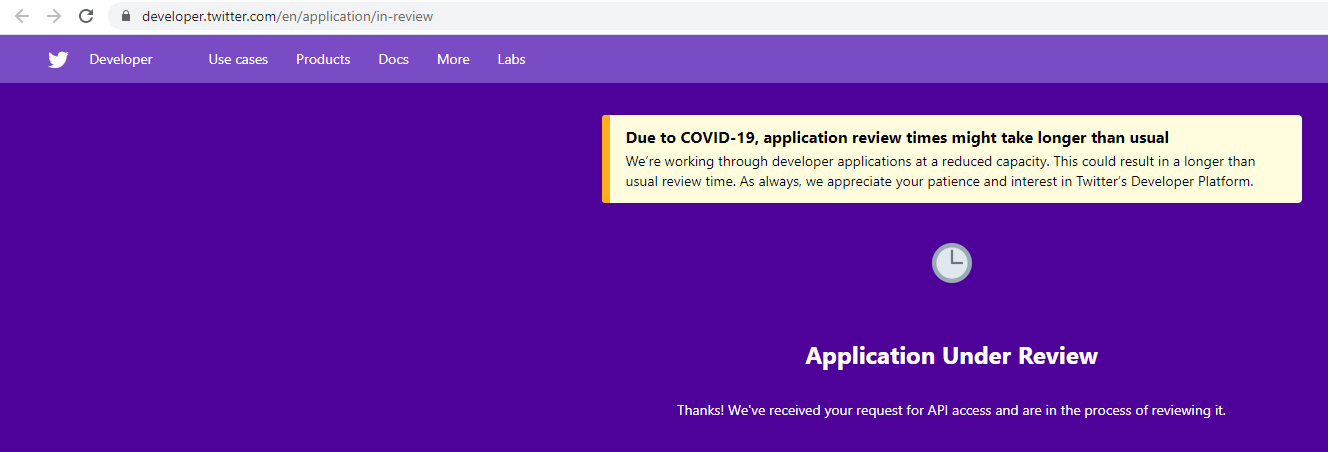 developer.twitter.com/en/application/in-review
Developer Use cases Products Docs More Labs
Due to COVID-19, application review times might take longer than usual
We're working through developer applications at a reduced capacity. This could result in a longer than
usual review time. As always, we appreciate your patience and interest in Twitter's Developer Platform.
Application Under Review
Thanks! We've received your request for API access and are in the process of reviewing it.